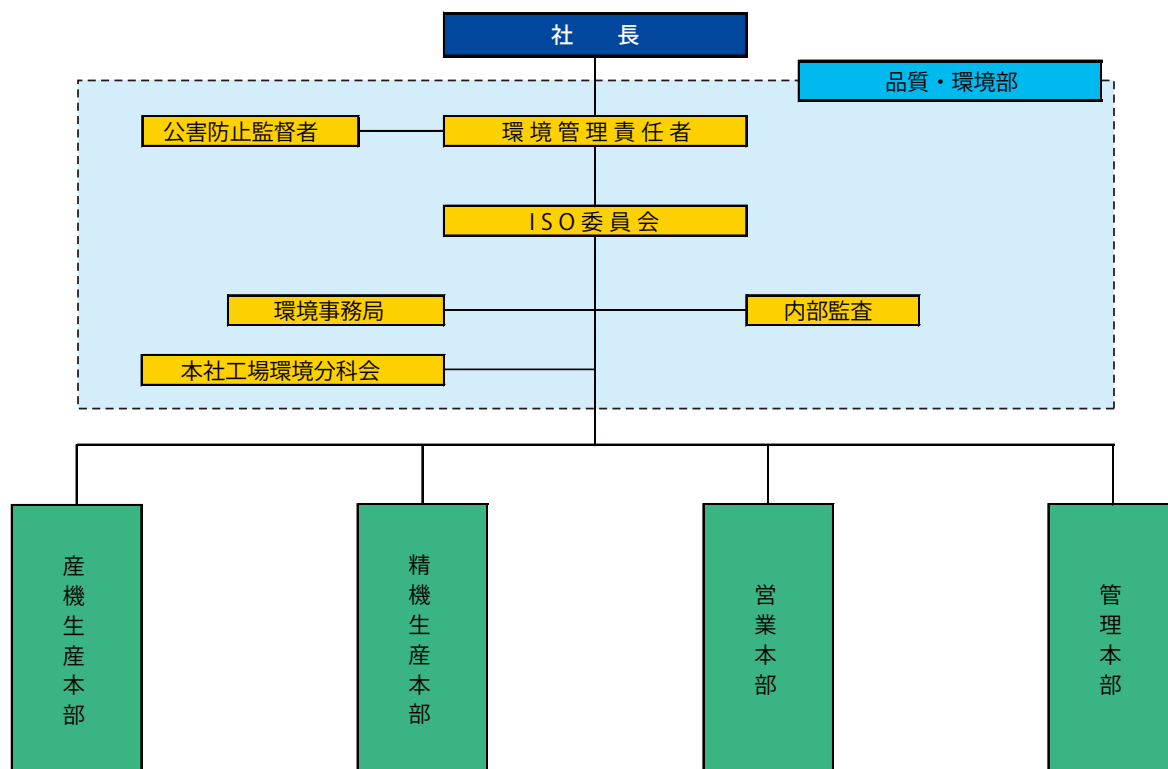 社　長
品質・環境部
公害防止監督者
環境管理責任者
ISO委員会
環境事務局
内部監査
本社工場環境分科会
産機生産本部
精機生産本部
営業本部
管理本部